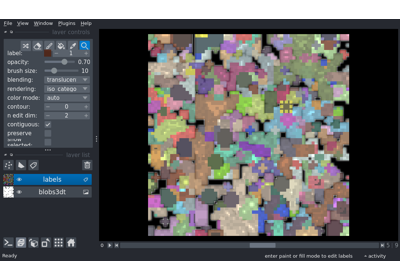 File View Window Plugins Help
layer controls
label: 1
opacity: 0.70
brush size: 10
blending: translucen
rendering: iso_catego
color mode: auto
contour: 0
n edit dim: 2
contiguous:
preserve
selected:
layer list
labels
blobs3dt
enter paint or fill mode to edit labels
activity